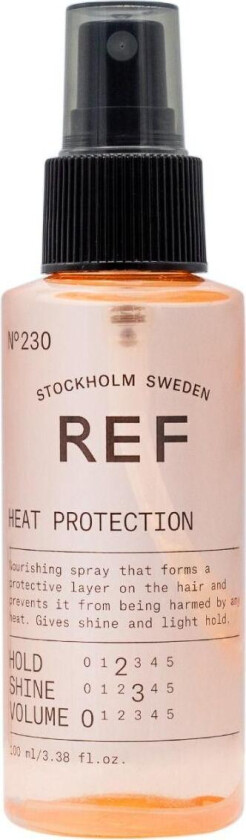 Nº230
STOCKHOLM SWEDEN
REF
HEAT PROTECTION
Nourishing spray that forms a
protective layer on the hair and
prevents it from being harmed by any
heat. Gives shine and light hold.
HOLD 0 1 2 3 4 5
SHINE 0 1 2 3 4 5
VOLUME 0 1 2 3 4 5
100 ml/3.38 fl.oz.